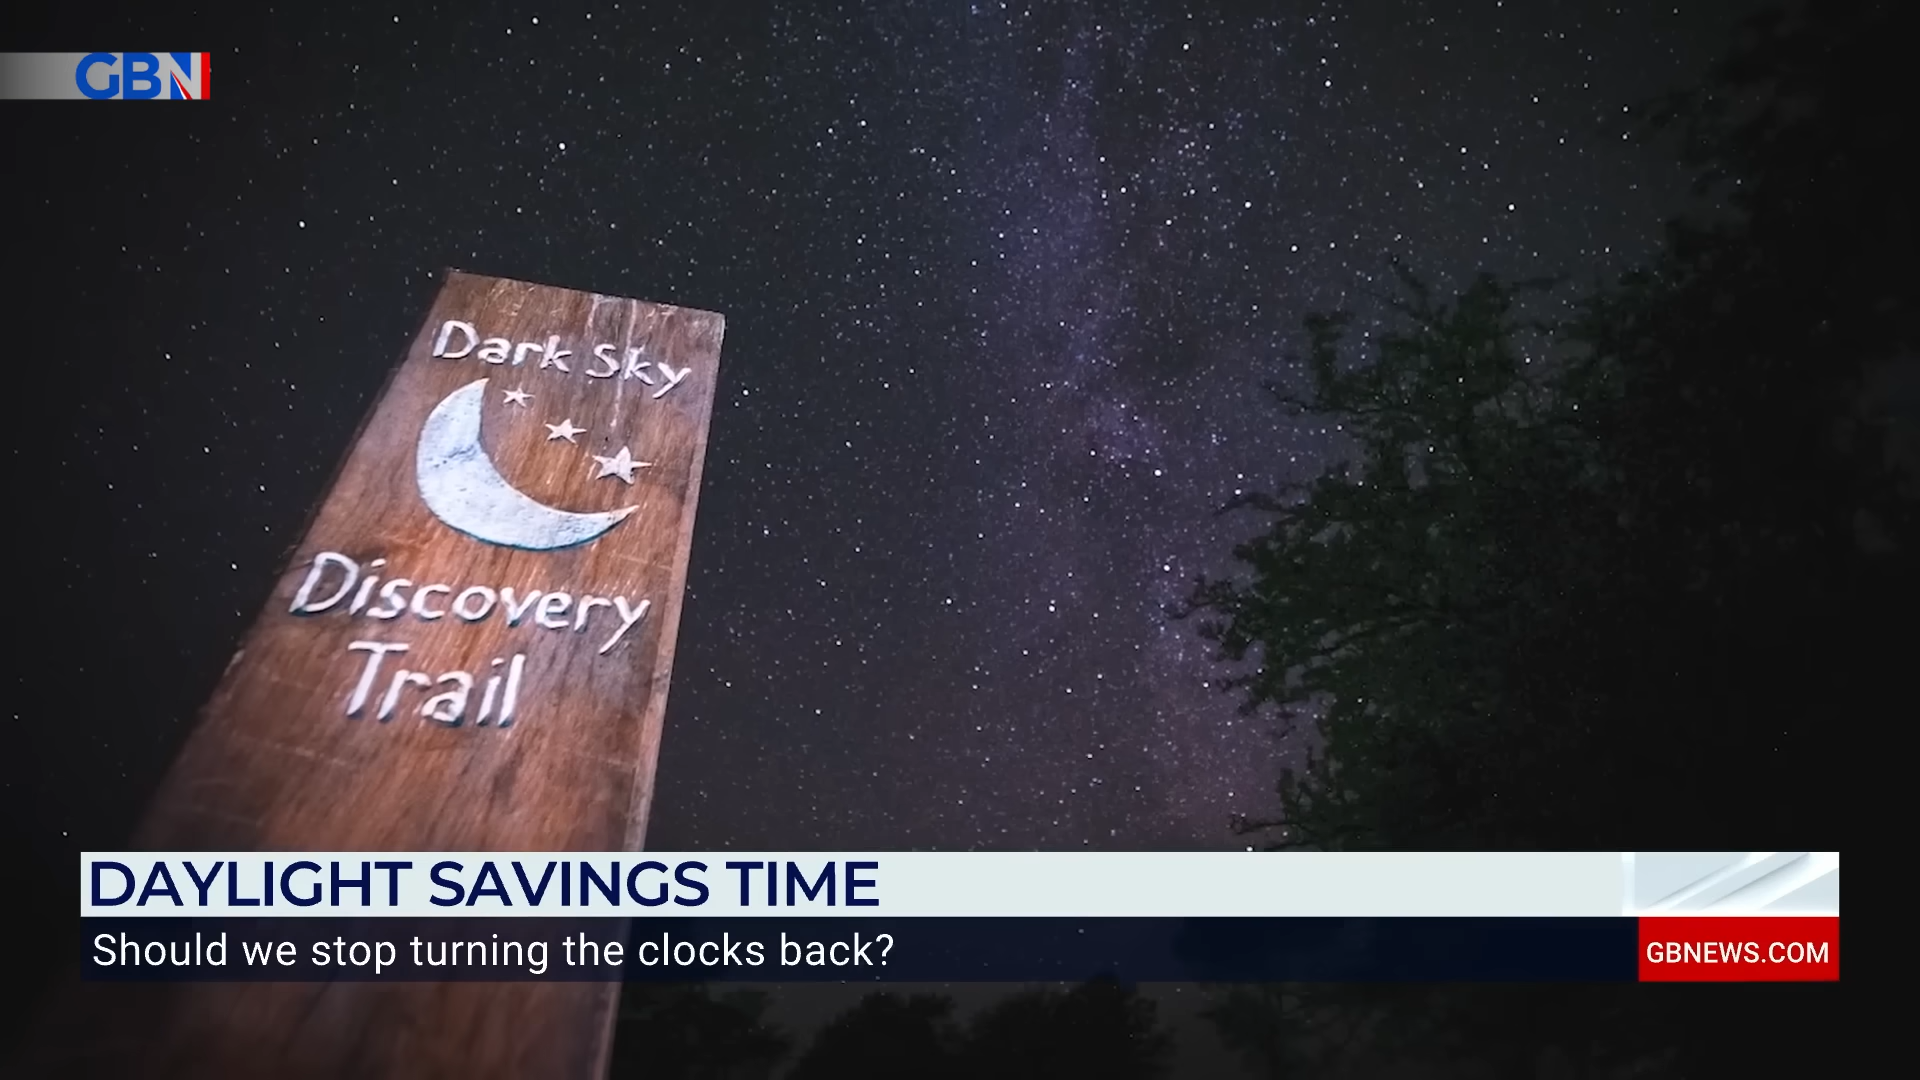 GBN
Dark Sky
Discovery
Trail
DAYLIGHT SAVINGS TIME
Should we stop turning the clocks back?
GBNEWS.COM